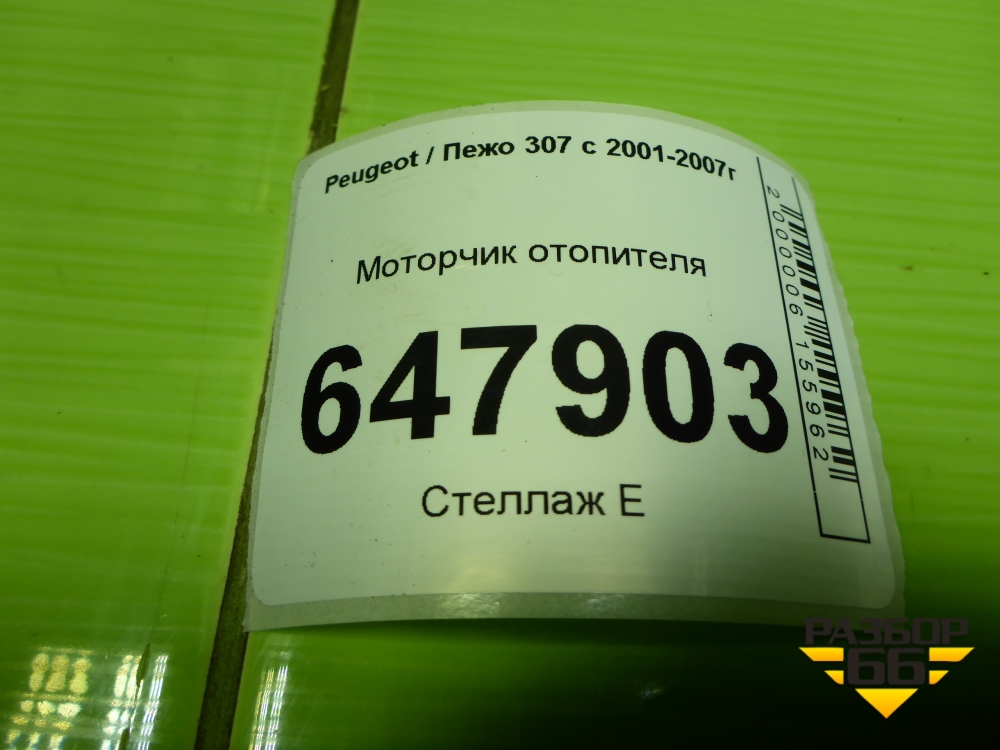 Peugeot / Пежо 307 с 2001-2007г
Моторчик отопителя
647903
Стеллаж Е
2000006155962
РАЗБОР
66